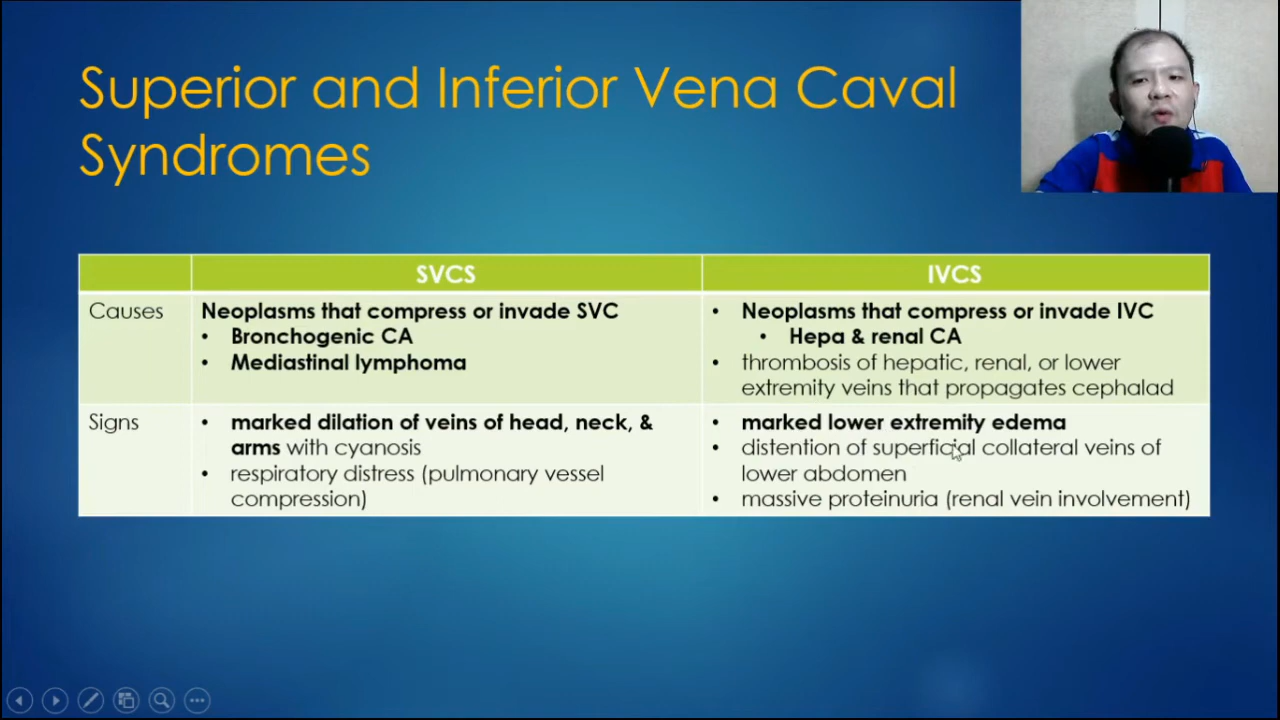 Superior and Inferior Vena Caval
Syndromes
SVCS
IVCS
Causes
Neoplasms that compress or invade SVC
• Bronchogenic CA
• Mediastinal lymphoma
• Neoplasms that compress or invade IVC
• Hepa & renal CA
• thrombosis of hepatic, renal, or lower
extremity veins that propagates cephalad
Signs
• marked dilation of veins of head, neck, &
arms with cyanosis
• respiratory distress (pulmonary vessel
compression)
• marked lower extremity edema
• distention of superficial collateral veins of
lower abdomen
• massive proteinuria (renal vein involvement)